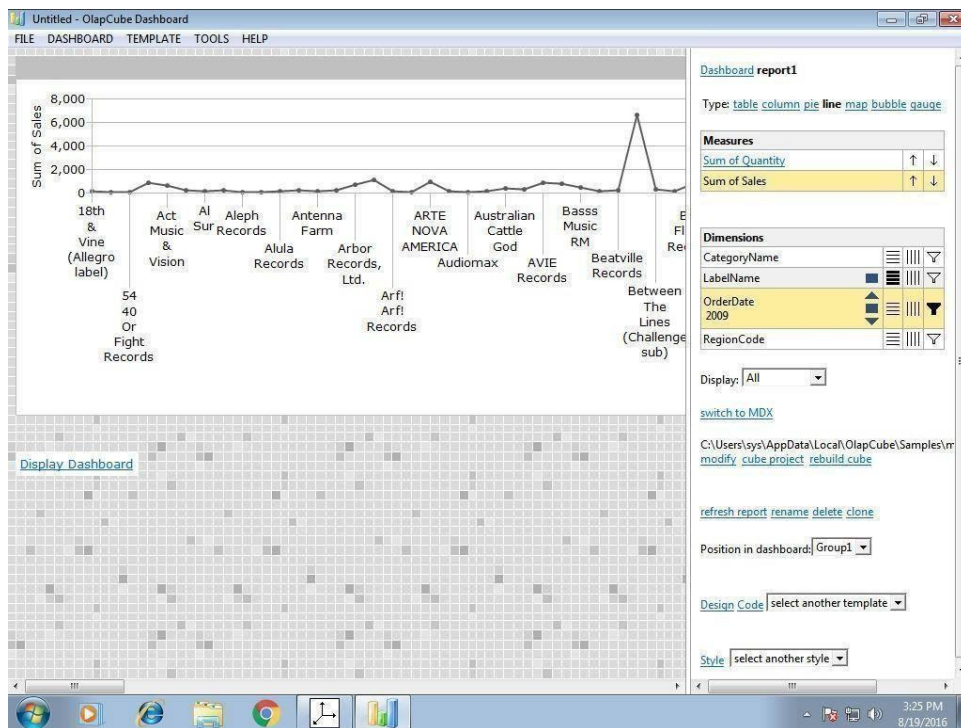 Untitled - OlapCube Dashboard
FILE DASHBOARD TEMPLATE TOOLS HELP
Sum of Sales
8,000
6,000
4,000
2,000
0
18th
&
Vine
(Allegro
label)
54
40
Or
Fight
Records
Act
Music
&
Vision
Al
Sur
Aleph
Records
Alula
Records
Antenna
Farm
Arbor
Records,
Ltd.
Arf!
Arf!
Records
ARTE
NOVA
AMERICA
Audiomax
Australian
Cattle
God
AVIE
Records
Basss
Music
RM
Beatville
Records
Between
The
Lines
(Challenge
sub)
Display Dashboard
Dashboard report1
Type: table column pie line map bubble gauge
Measures
Sum of Quantity
Sum of Sales
Dimensions
CategoryName
LabelName
OrderDate
2009
RegionCode
Display: All
switch to MDX
C:\Users\sys\AppData\Local\OlapCube\Samples\m
modify cube project rebuild cube
refresh report rename delete clone
Position in dashboard: Group1
Design Code select another template
Style select another style
3:25 PM
8/19/2016